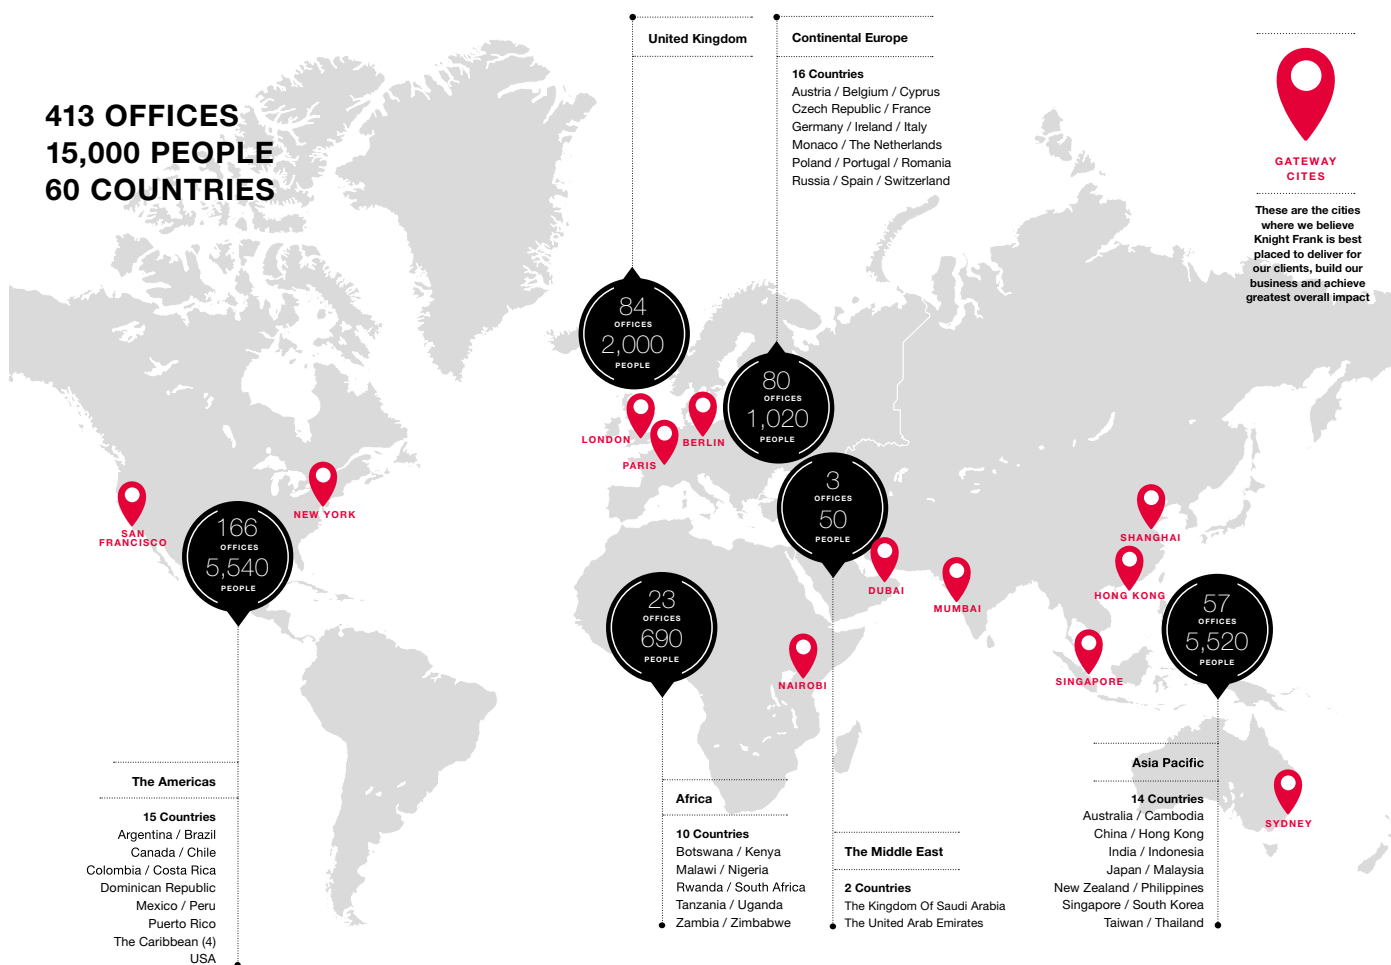 413 OFFICES
15,000 PEOPLE
60 COUNTRIES
United Kingdom
84
OFFICES
2,000
PEOPLE
Continental Europe
16 Countries
Austria / Belgium / Cyprus
Czech Republic / France
Germany / Ireland / Italy
Monaco / The Netherlands
Poland / Portugal / Romania
Russia / Spain / Switzerland
80
OFFICES
1,020
PEOPLE
GATEWAY
CITES
These are the cities
where we believe
Knight Frank is best
placed to deliver for
our clients, build our
business and achieve
greatest overall impact
LONDON
PARIS
BERLIN
SAN
FRANCISCO
NEW YORK
166
OFFICES
5,540
PEOPLE
3
OFFICES
50
PEOPLE
23
OFFICES
690
PEOPLE
57
OFFICES
5,520
PEOPLE
DUBAI
MUMBAI
NAIROBI
SHANGHAI
HONG KONG
SINGAPORE
SYDNEY
The Americas
15 Countries
Argentina / Brazil
Canada / Chile
Colombia / Costa Rica
Dominican Republic
Mexico / Peru
Puerto Rico
The Caribbean (4)
USA
Africa
10 Countries
Botswana / Kenya
Malawi / Nigeria
Rwanda / South Africa
Tanzania / Uganda
Zambia / Zimbabwe
The Middle East
2 Countries
The Kingdom Of Saudi Arabia
The United Arab Emirates
Asia Pacific
14 Countries
Australia / Cambodia
China / Hong Kong
India / Indonesia
Japan / Malaysia
New Zealand / Philippines
Singapore / South Korea
Taiwan / Thailand